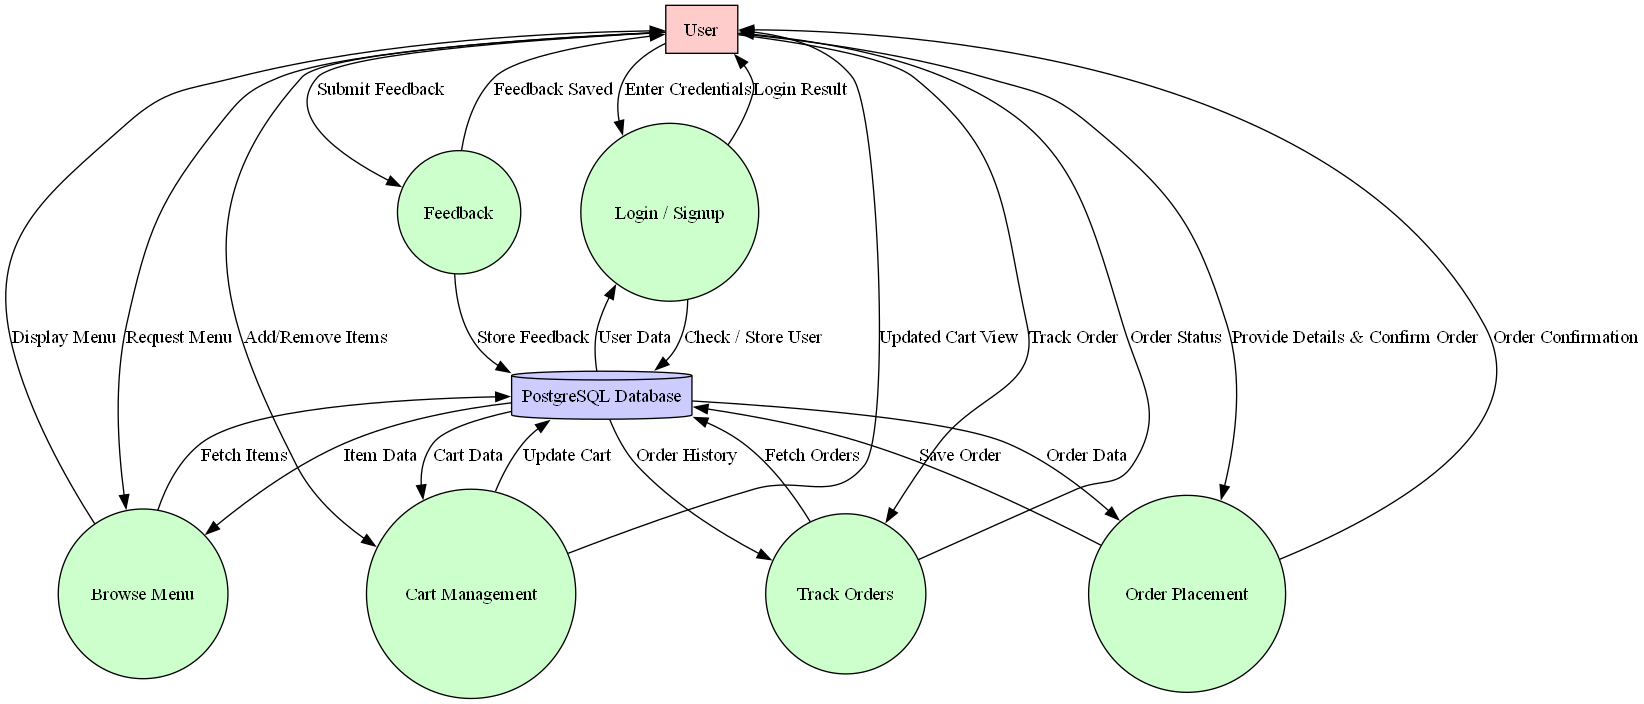 User
Submit Feedback
Feedback Saved
Enter Credentials
Login Result
Feedback
Login / Signup
Display Menu
Request Menu
Add/Remove Items
Store Feedback
User Data
Check / Store User
Updated Cart View
Track Order
Order Status
Provide Details & Confirm Order
Order Confirmation
PostgreSQL Database
Fetch Items
Item Data
Cart Data
Update Cart
Order History
Fetch Orders
Save Order
Order Data
Browse Menu
Cart Management
Track Orders
Order Placement